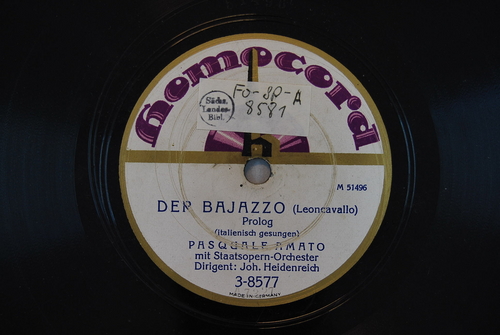 Homocord
FO-SP-A
8581
Sächs.
Landes-
Bibl.
M 51496
DER BAJAZZO (Leoncavallo)
Prolog
(italienisch gesungen)
PASQUALE AMATO
mit Staatsopern-Orchester
Dirigent: Joh. Heidenreich
3-8577
MADE IN GERMANY